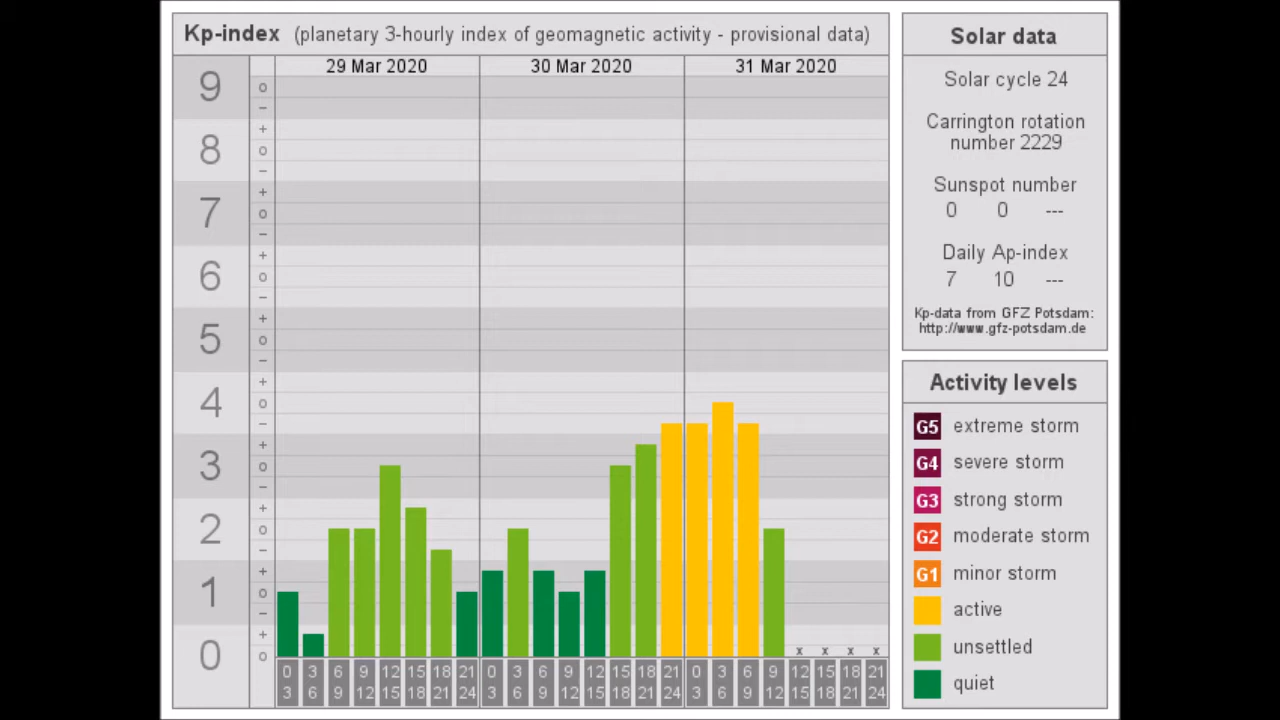 Kp-index (planetary 3-hourly index of geomagnetic activity - provisional data)
29 Mar 2020 30 Mar 2020 31 Mar 2020
9
o
-
+
8
o
-
+
7
o
-
+
6
o
-
+
5
o
-
+
4
o
-
+
3
o
-
+
2
o
-
+
1
o
-
+
0
o
x x x x
0 3 6 9 12 15 18 21 0 3 6 9 12 15 18 21 0 3 6 9 12 15 18 21
3 6 9 12 15 18 21 24 3 6 9 12 15 18 21 24 3 6 9 12 15 18 21 24
Solar data
Solar cycle 24
Carrington rotation
number 2229
Sunspot number
0 0 ---
Daily Ap-index
7 10 ---
Kp-data from GFZ Potsdam:
http://www.gfz-potsdam.de
Activity levels
G5 extreme storm
G4 severe storm
G3 strong storm
G2 moderate storm
G1 minor storm
active
unsettled
quiet